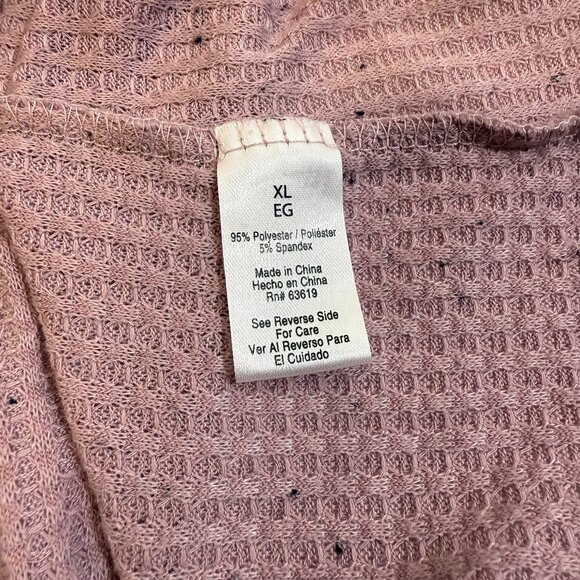 XL
EG
95% Polyester / Poliéster
5% Spandex
Made in China
Hecho en China
Rn# 63619
See Reverse Side
For Care
Ver Al Reverso Para
El Cuidado